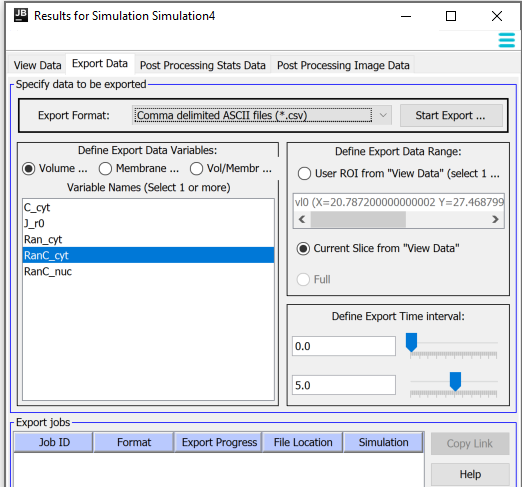 JB Results for Simulation Simulation4
View Data Export Data Post Processing Stats Data Post Processing Image Data
Specify data to be exported
Export Format: Comma delimited ASCII files (*.csv) Start Export ...
Define Export Data Variables:
Volume ... Membrane ... Vol/Membr ...
Variable Names (Select 1 or more)
C_cyt
J_r0
Ran_cyt
RanC_cyt
RanC_nuc
Define Export Data Range:
User ROI from "View Data" (select 1 ...
vl0 (X=20.787200000000002 Y=27.468799
Current Slice from "View Data"
Full
Define Export Time interval:
0.0
5.0
Export jobs
Job ID Format Export Progress File Location Simulation
Copy Link
Help